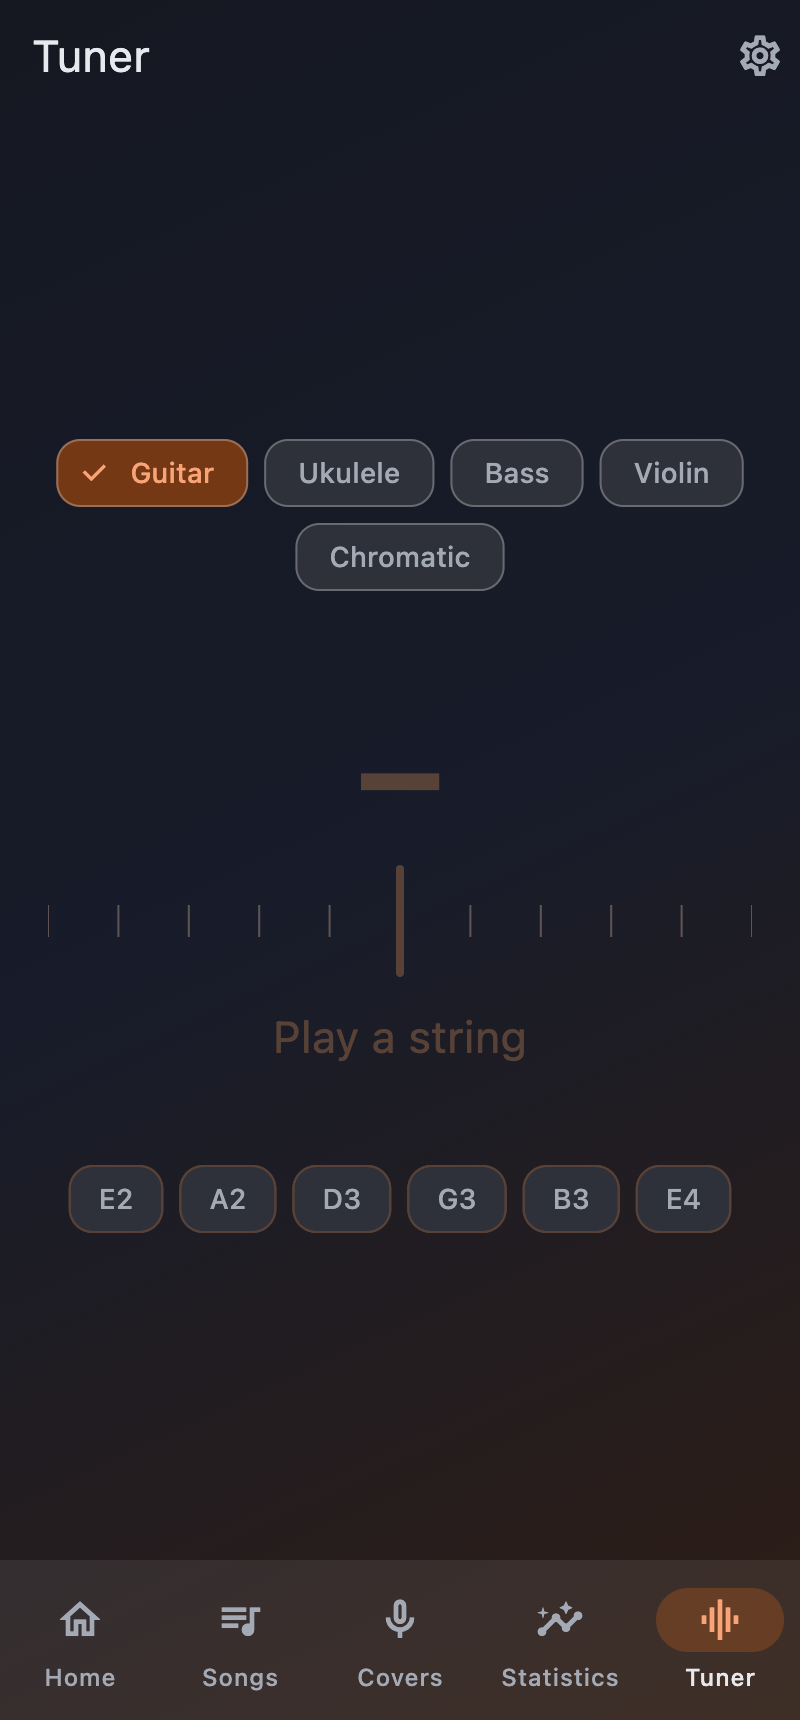 Tuner
Guitar Ukulele Bass Violin
Chromatic
Play a string
E2 A2 D3 G3 B3 E4
Home Songs Covers Statistics Tuner